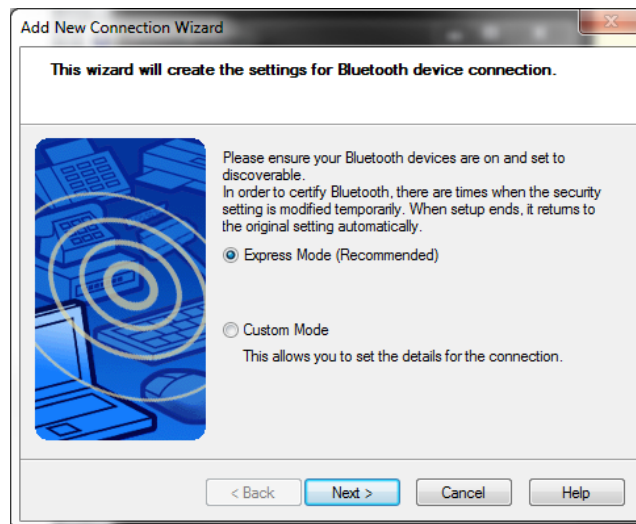 Add New Connection Wizard
This wizard will create the settings for Bluetooth device connection.
Please ensure your Bluetooth devices are on and set to
discoverable.
In order to certify Bluetooth, there are times when the security
setting is modified temporarily. When setup ends, it returns to
the original setting automatically.
Express Mode (Recommended)
Custom Mode
This allows you to set the details for the connection.
< Back Next > Cancel Help